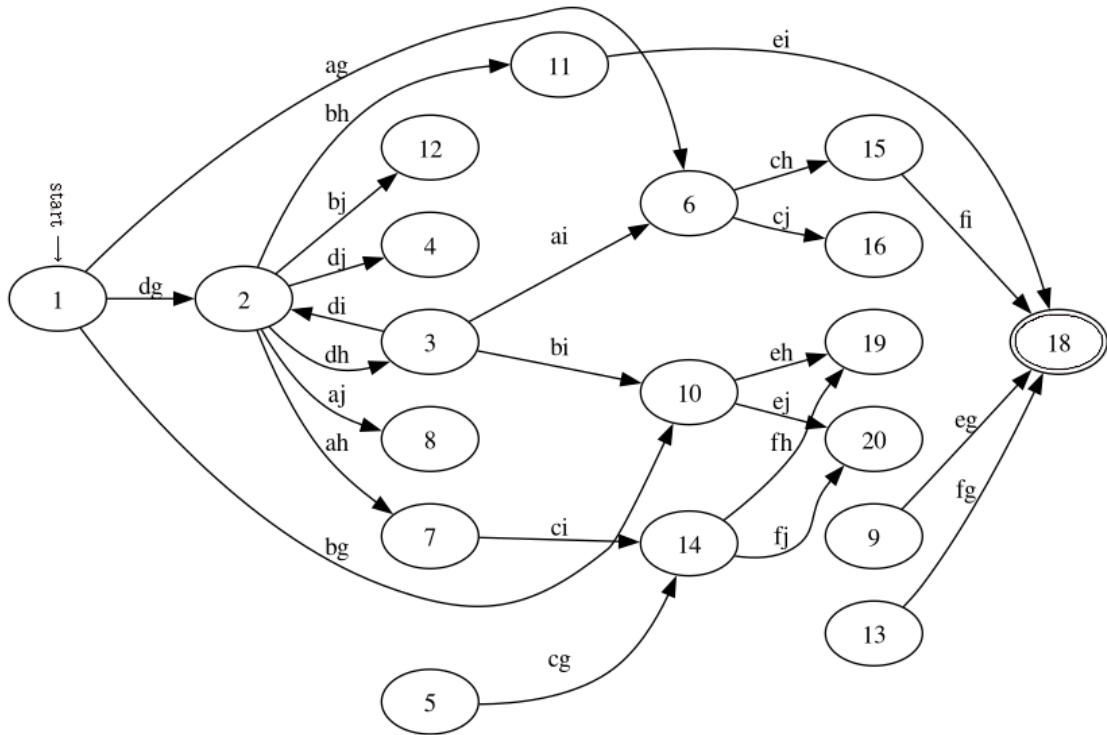 ei
ag
11
bh
12
15
ch
bj
6
start
cj
fi
ai
dj
4
16
1
dg
2
di
3
bi
19
18
dh
eh
10
aj
ej
8
fh
20
eg
ah
fg
bg
7
ci
14
fj
9
13
cg
5